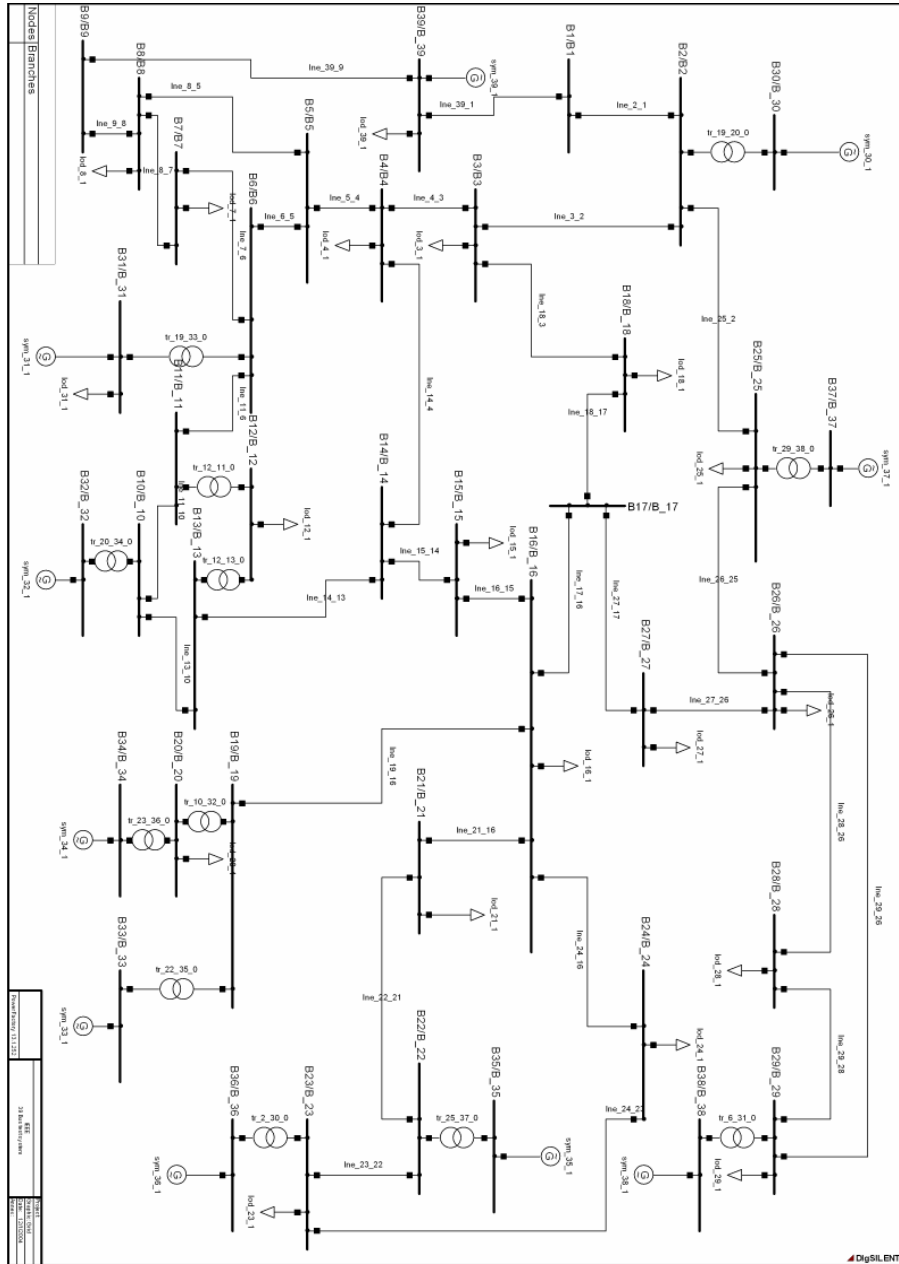 Nodes Branches
B9/B9
B8/B8
B7/B7
B39/B_39
B1/B1
B2/B2
B30/B_30
lne_39_9
sym_39_1
lne_8_5
lne_39_1
lne_2_1
tr_19_20_0
sym_30_1
lne_9_8
lod_8_1
lne_8_7
lod_39_1
B5/B5
B4/B4
B3/B3
B6/B6
lod_7_1
lne_6_5
lne_5_4
lne_4_3
lne_3_2
lne_7_6
lod_4_1
lod_3_1
B31/B_31
B18/B_18
lne_18_3
lne_25_2
tr_19_33_0
sym_31_1
lod_31_1
lod_18_1
B25/B_25
B37/B_37
B11/B_11
lne_11_6
lne_14_4
lne_18_17
tr_29_38_0
lod_25_1
sym_37_1
B12/B_12
B14/B_14
B15/B_15
B17/B_17
B32/B_32
B10/B_10
tr_12_11_0
lne_11_10
lod_12_1
B16/B_16
B13/B_13
lod_15_1
tr_20_34_0
sym_32_1
tr_12_13_0
lne_15_14
lne_16_15
lne_17_16
lne_27_17
lne_26_25
lne_14_13
B26/B_26
B27/B_27
lne_13_10
lne_27_26
lod_26_1
lod_27_1
B34/B_34
B20/B_20
B19/B_19
lne_19_16
lod_16_1
B21/B_21
tr_23_36_0
tr_10_32_0
sym_34_1
lod_20_1
lne_21_16
lne_28_26
lne_29_26
B28/B_28
lod_21_1
B33/B_33
B24/B_24
lne_24_16
tr_22_35_0
sym_33_1
lne_22_21
lod_28_1
lne_29_28
lod_24_1
B22/B_22
B35/B_35
B36/B_36
B23/B_23
B38/B_38
B29/B_29
tr_2_30_0
tr_25_37_0
lne_24_23
tr_6_31_0
lne_23_22
sym_36_1
lod_23_1
sym_35_1
sym_38_1
lod_29_1
PowerFactory 13.1.252
DIgSILENT